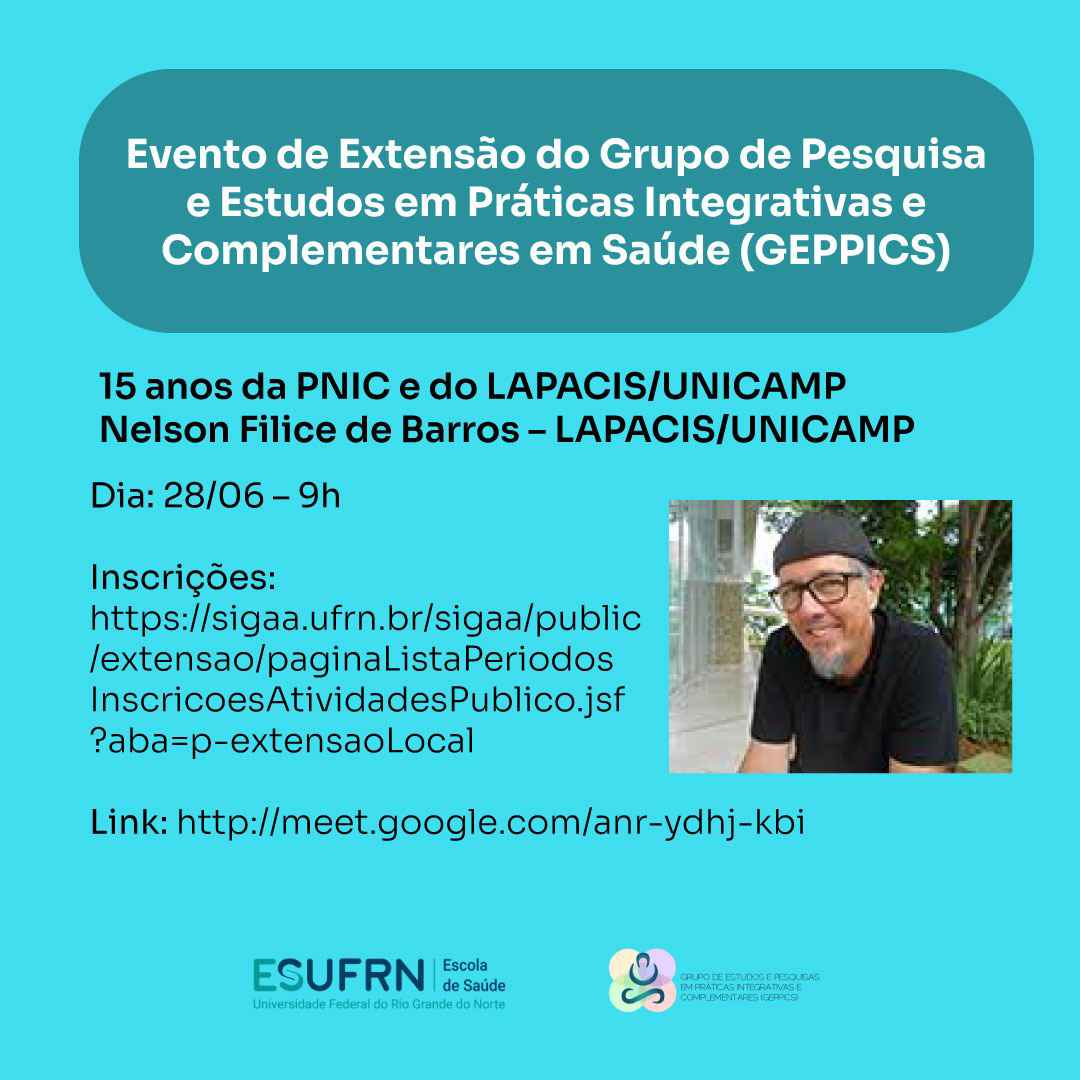 Evento de Extensão do Grupo de Pesquisa
e Estudos em Práticas Integrativas e
Complementares em Saúde (GEPPICS)
15 anos da PNIC e do LAPACIS/UNICAMP
Nelson Filice de Barros – LAPACIS/UNICAMP
Dia: 28/06 – 9h
Inscrições:
https://sigaa.ufrn.br/sigaa/public
/extensao/paginaListaPeriodos
InscricoesAtividadesPublico.jsf
?aba=p-extensaoLocal
Link: http://meet.google.com/anr-ydhj-kbi
ESUFRN
Escola
de Saúde
Universidade Federal do Rio Grande do Norte
GRUPO DE ESTUDOS E PESQUISAS
EM PRÁTICAS INTEGRATIVAS E
COMPLEMENTARES (GEPPICS)